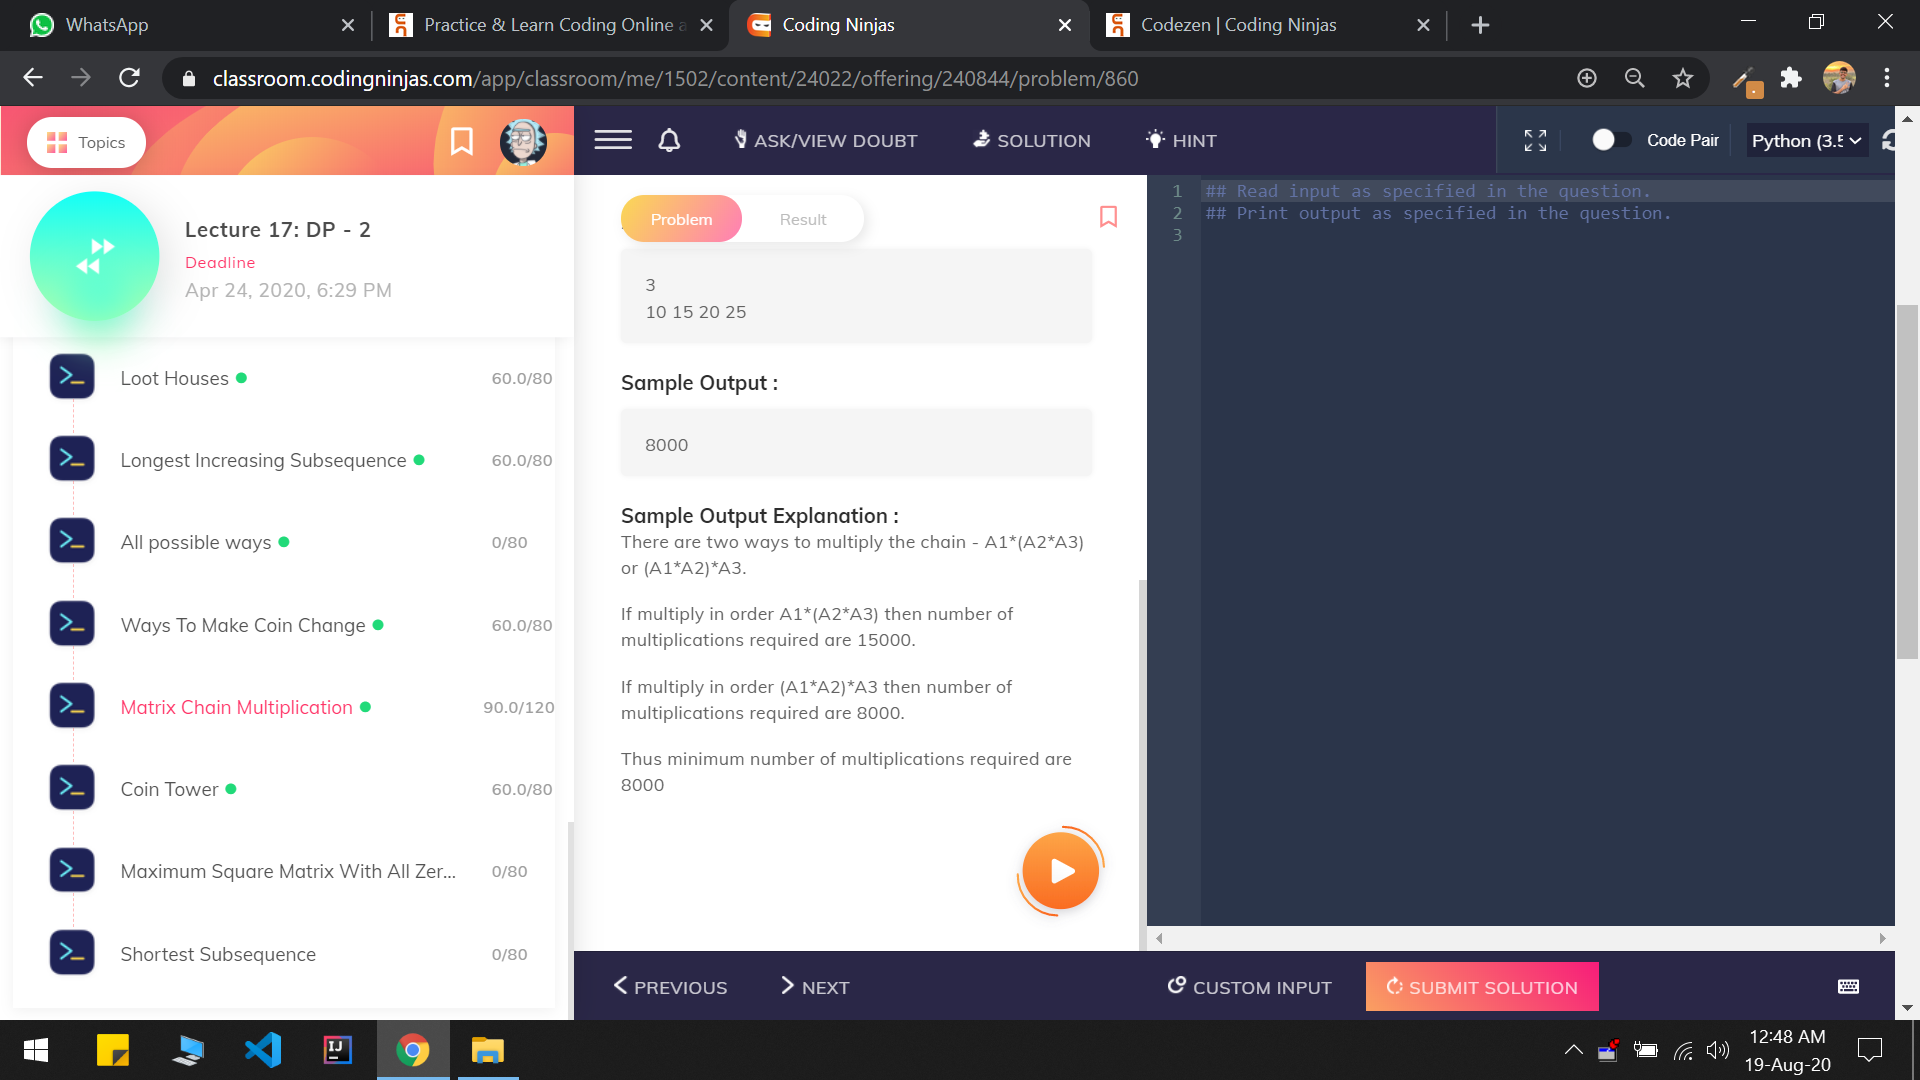 WhatsApp
Practice & Learn Coding Online a
Coding Ninjas
Codezen | Coding Ninjas
classroom.codingninjas.com/app/classroom/me/1502/content/24022/offering/240844/problem/860
Topics
ASK/VIEW DOUBT
SOLUTION
HINT
Code Pair
Python (3.5
Lecture 17: DP - 2
Deadline
Apr 24, 2020, 6:29 PM
Loot Houses
60.0/80
Longest Increasing Subsequence
60.0/80
All possible ways
0/80
Ways To Make Coin Change
60.0/80
Matrix Chain Multiplication
90.0/120
Coin Tower
60.0/80
Maximum Square Matrix With All Zer...
0/80
Shortest Subsequence
0/80
Problem
Result
3
10 15 20 25
Sample Output :
8000
Sample Output Explanation :
There are two ways to multiply the chain - A1*(A2*A3)
or (A1*A2)*A3.
If multiply in order A1*(A2*A3) then number of
multiplications required are 15000.
If multiply in order (A1*A2)*A3 then number of
multiplications required are 8000.
Thus minimum number of multiplications required are
8000
1 ## Read input as specified in the question.
2 ## Print output as specified in the question.
3
PREVIOUS
NEXT
CUSTOM INPUT
SUBMIT SOLUTION
IJ
12:48 AM
19-Aug-20